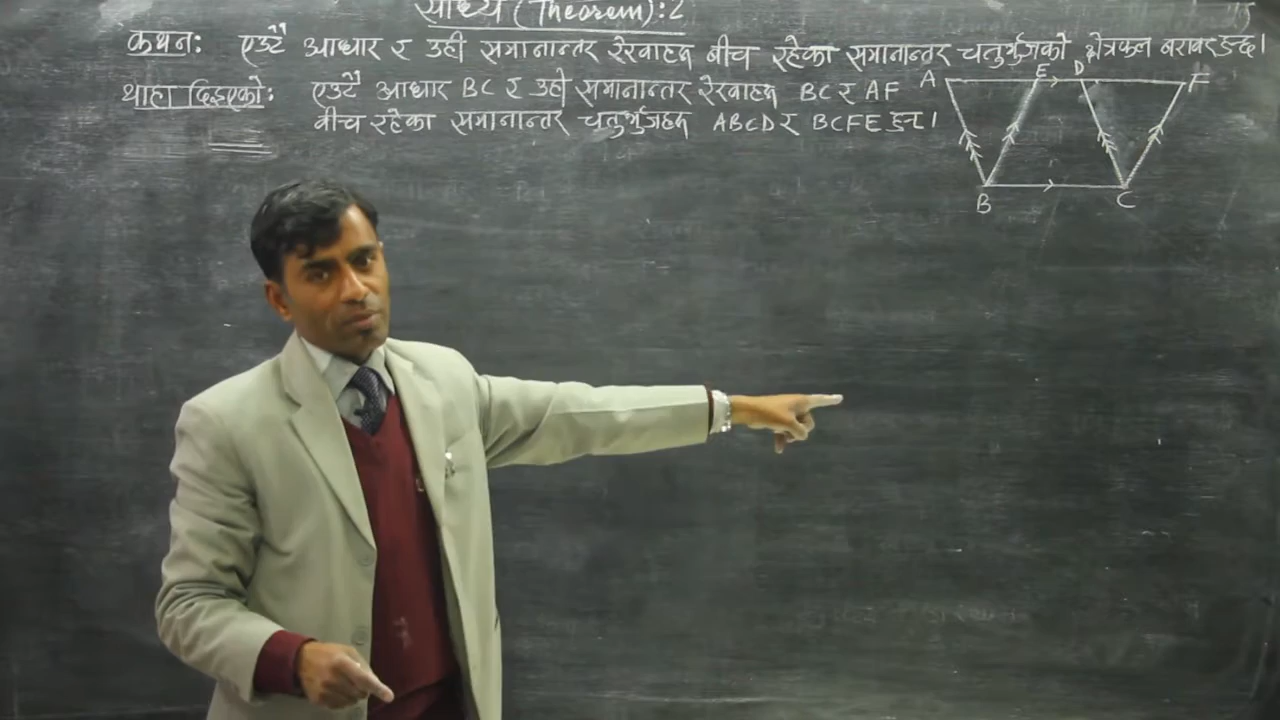 साध्य (Theorem):2
कथन: एउटै आधार र उही समानान्तर रेखाहरू बीच रहेका समानान्तर चतुर्भुजको क्षेत्रफल बराबर हुन्छ।
थाहा दिइएको: एउटै आधार BC र उही समानान्तर रेखाहरू BC र AF
बीच रहेका समानान्तर चतुर्भुजहरू ABCD र BCFE हुन्।
A E D F
B C